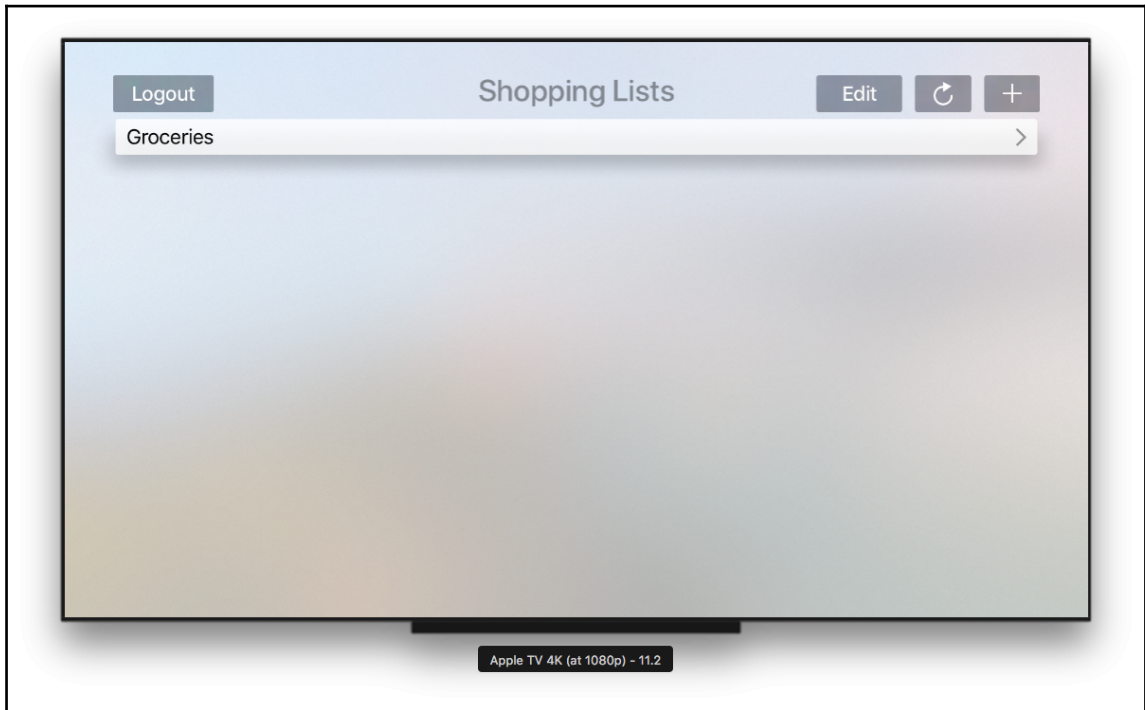 Logout Shopping Lists Edit +
Groceries >
Apple TV 4K (at 1080p) - 11.2